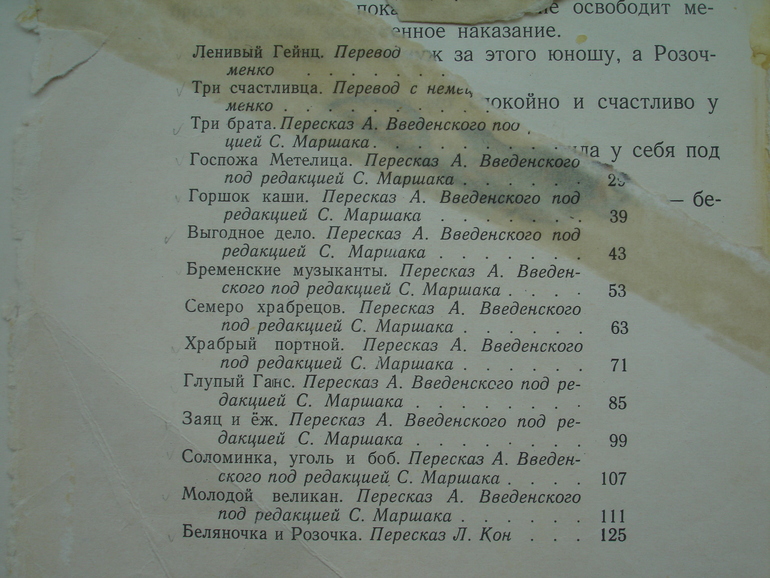 пока не освободит ме-
енное наказание.
Ленивый Гейнц. Перевод к за этого юношу, а Розоч-
менко . . . . . . .
Три счастливца. Перевод с немец покойно и счастливо у
менко . . . . . . . .
Три брата. Пересказ А. Введенского под
цией С. Маршака . . . . . . . . ла у себя под
Госпожа Метелица. Пересказ А. Введенского
под редакцией С. Маршака . . . . . . 29
Горшок каши. Пересказ А. Введенского под — бе-
редакцией С. Маршака . . . . . . . 39
Выгодное дело. Пересказ А. Введенского под
редакцией С. Маршака . . . . . . . 43
Бременские музыканты. Пересказ А. Введен-
ского под редакцией С. Маршака . . . . 53
Семеро храбрецов. Пересказ А. Введенского
под редакцией С. Маршака . . . . . . 63
Храбрый портной. Пересказ А. Введенского
под редакцией С. Маршака . . . . . . 71
Глупый Ганс. Пересказ А. Введенского под ре-
дакцией С. Маршака . . . . . . . 85
Заяц и ёж. Пересказ А. Введенского под ре-
дакцией С. Маршака . . . . . . . 99
Соломинка, уголь и боб. Пересказ А. Введен-
ского под редакцией С. Маршака . . . . 107
Молодой великан. Пересказ А. Введенского
под редакцией С. Маршака . . . . . . 111
Беляночка и Розочка. Пересказ Л. Кон . . . 125